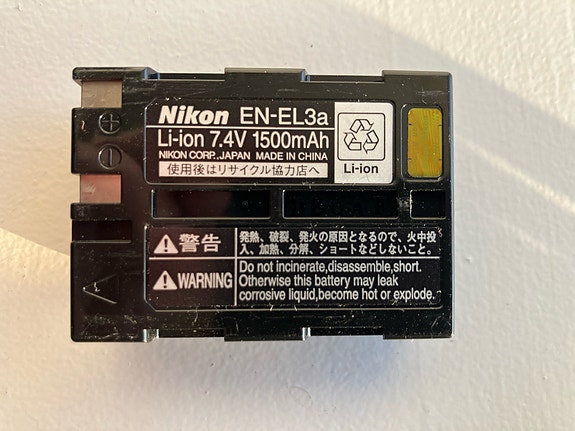 Nikon EN-EL3a
Li-ion 7.4V 1500mAh
NIKON CORP.,JAPAN MADE IN CHINA
使用後はリサイクル協力店へ
Li-ion
警告
発熱、破裂、発火の原因となるので、火中投
入、加熱、分解、ショートなどしないこと。
WARNING
Do not incinerate,disassemble,short.
Otherwise this battery may leak
corrosive liquid,become hot or explode.